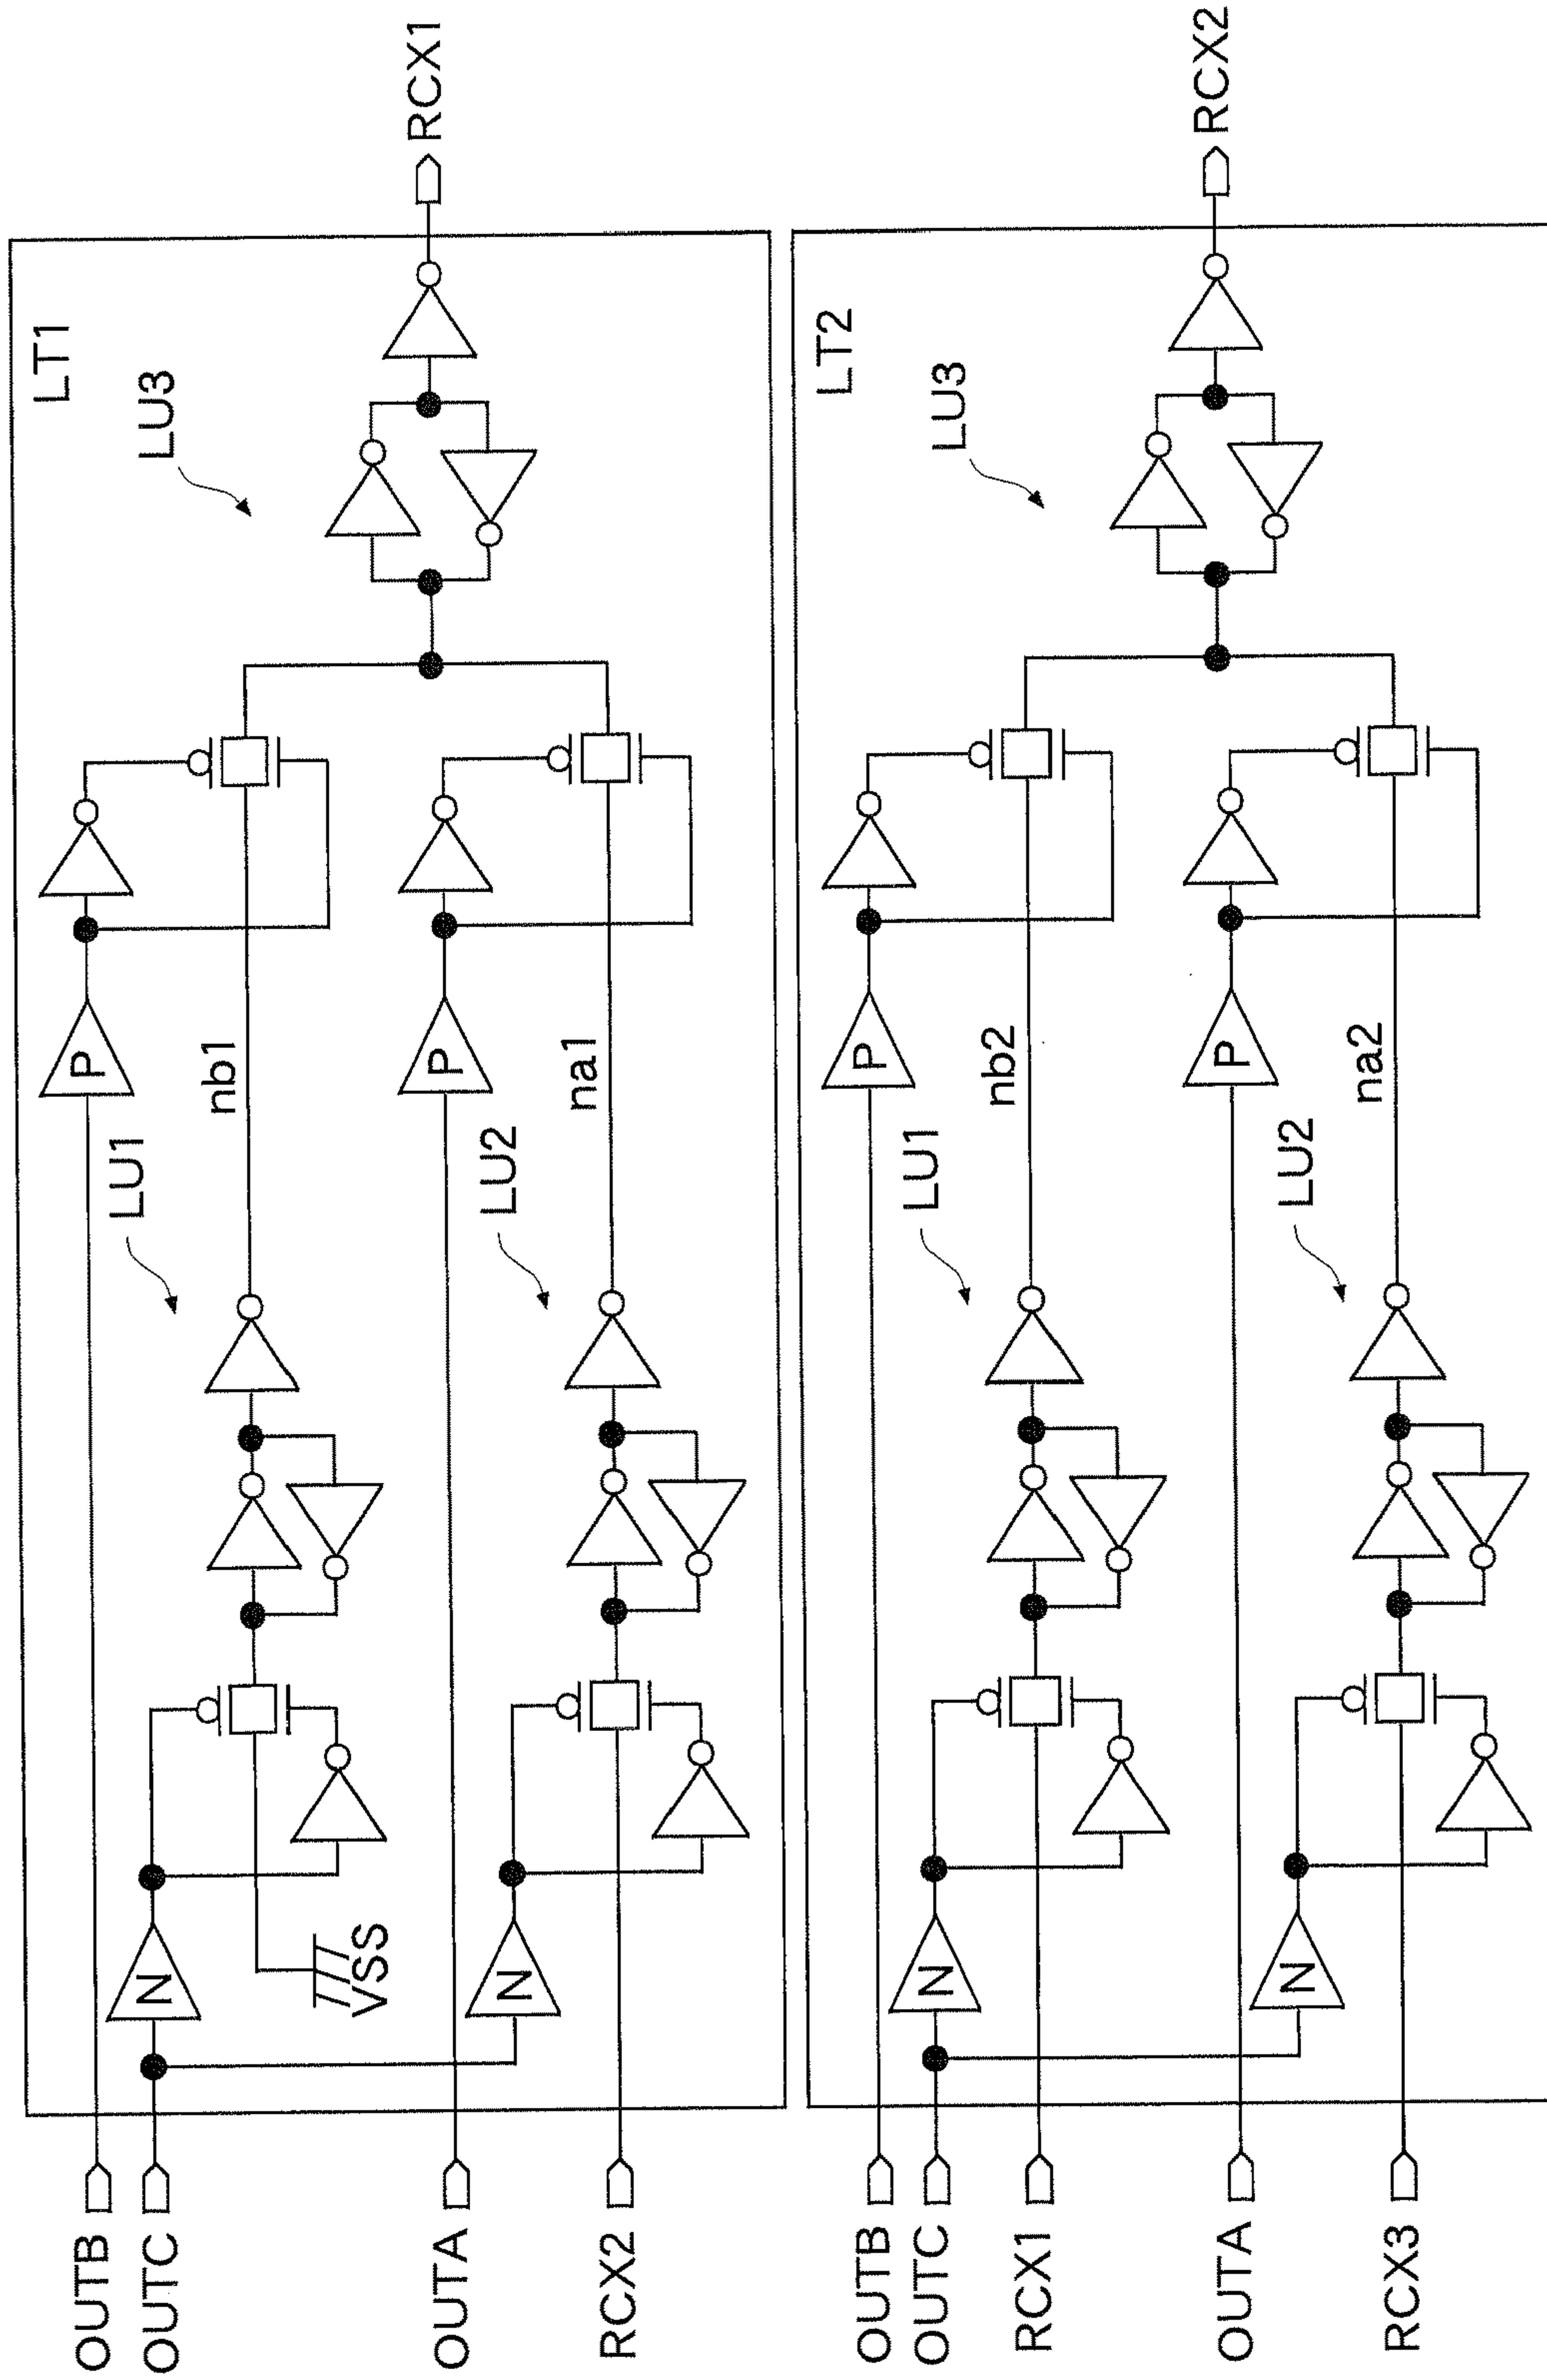 LT1
LU3
RCX1
P
nb1
LU1
P
na1
LU2
N
VSS
N
OUTB
OUTC
OUTA
RCX2
LT2
LU3
RCX2
P
nb2
LU1
P
na2
LU2
N
N
OUTB
OUTC
RCX1
OUTA
RCX3